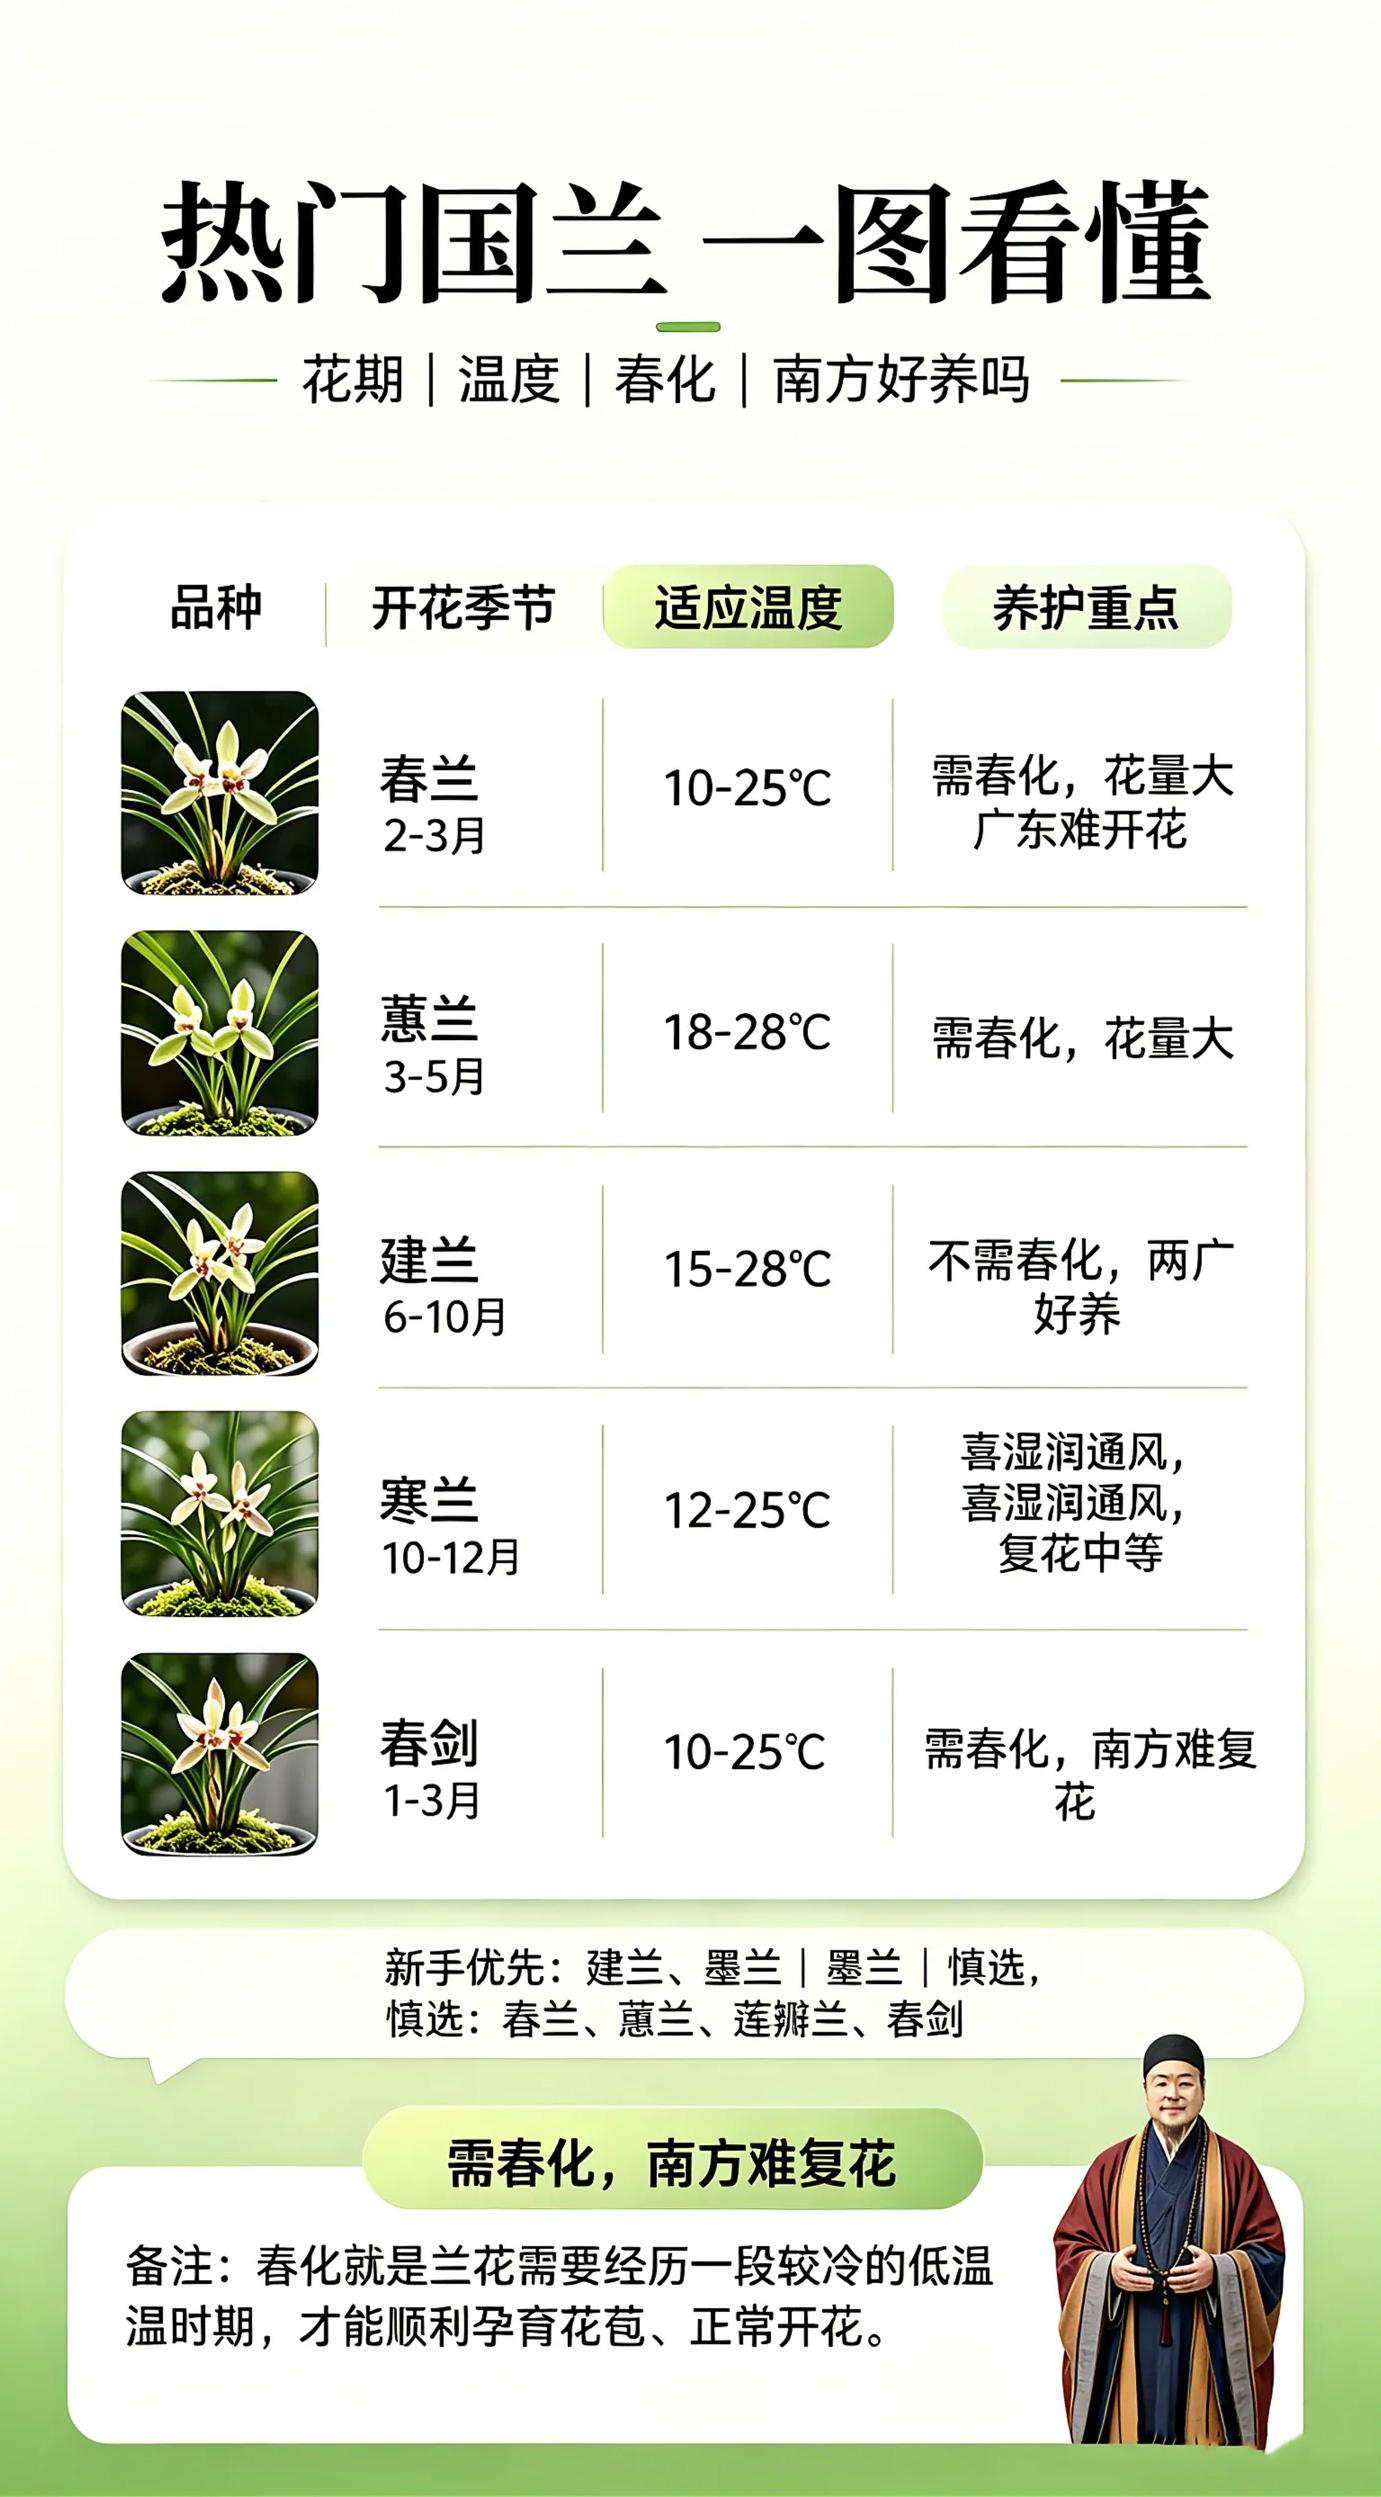 热门国兰 一图看懂
花期｜温度｜春化｜南方好养吗
品种 开花季节 适应温度 养护重点
春兰
2-3月
10-25℃
需春化，花量大
广东难开花
蕙兰
3-5月
18-28℃
需春化，花量大
建兰
6-10月
15-28℃
不需春化，两广
好养
寒兰
10-12月
12-25℃
喜湿润通风，
喜湿润通风，
复花中等
春剑
1-3月
10-25℃
需春化，南方难复
花
新手优先：建兰、墨兰｜墨兰｜慎选，
慎选：春兰、蕙兰、莲瓣兰、春剑
需春化，南方难复花
备注：春化就是兰花需要经历一段较冷的低温
温时期，才能顺利孕育花苞、正常开花。